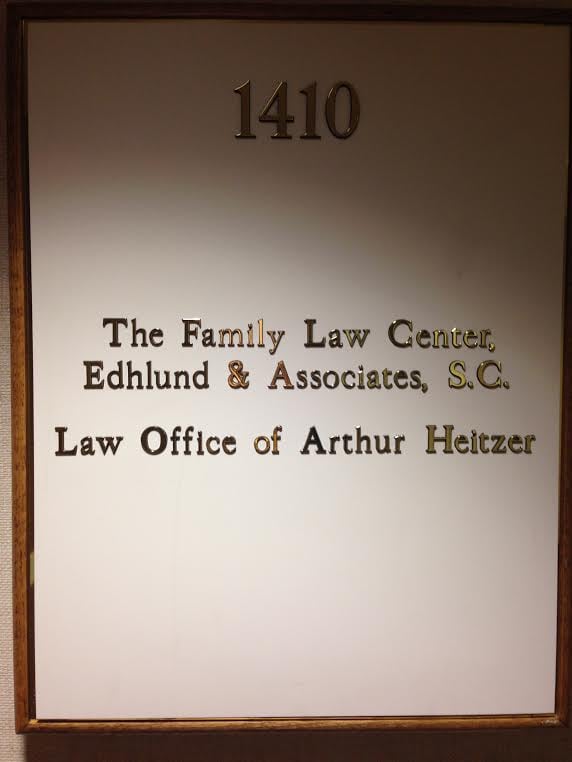 1410
The Family Law Center,
Edhlund & Associates, S.C.
Law Office of Arthur Heitzer